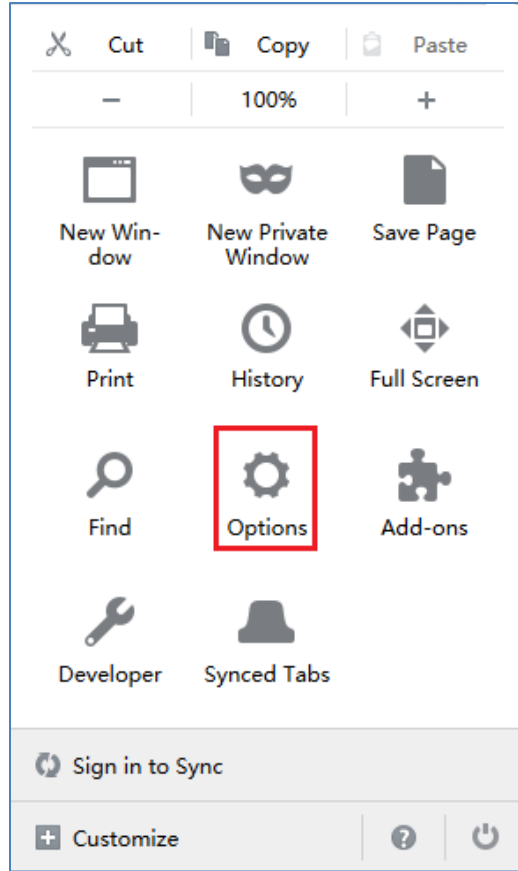 Cut Copy Paste
− 100% +
New Win-
dow
New Private
Window
Save Page
Print History Full Screen
Find Options Add-ons
Developer Synced Tabs
Sign in to Sync
Customize ?